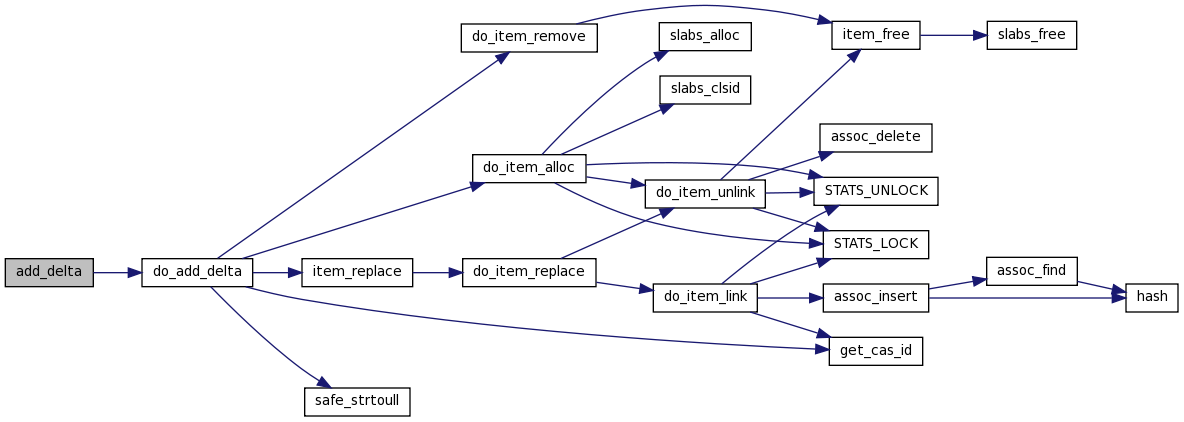 do_item_remove
item_free
slabs_free
slabs_alloc
slabs_clsid
assoc_delete
do_item_alloc
do_item_unlink
STATS_UNLOCK
STATS_LOCK
add_delta
do_add_delta
item_replace
do_item_replace
assoc_find
do_item_link
assoc_insert
hash
get_cas_id
safe_strtoull